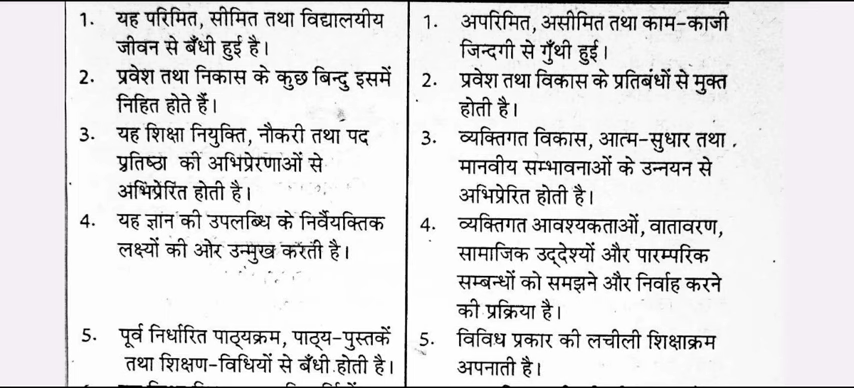 1. यह परिमित, सीमित तथा विद्यालयीय
जीवन से बँधी हुई है।
2. प्रवेश तथा निकास के कुछ बिन्दु इसमें
निहित होते हैं।
3. यह शिक्षा नियुक्ति, नौकरी तथा पद
प्रतिष्ठा की अभिप्रेरणाओं से
अभिप्रेरित होती है।
4. यह ज्ञान की उपलब्धि के निर्वैयक्तिक
लक्ष्यों की ओर उन्मुख करती है।
5. पूर्व निर्धारित पाठ्यक्रम, पाठ्य-पुस्तकें
तथा शिक्षण-विधियों से बँधी होती है।
1. अपरिमित, असीमित तथा काम-काजी
जिन्दगी से गुँथी हुई।
2. प्रवेश तथा विकास के प्रतिबंधों से मुक्त
होती है।
3. व्यक्तिगत विकास, आत्म-सुधार तथा
मानवीय सम्भावनाओं के उन्नयन से
अभिप्रेरित होती है।
4. व्यक्तिगत आवश्यकताओं, वातावरण,
सामाजिक उद्देश्यों और पारम्परिक
सम्बन्धों को समझने और निर्वाह करने
की प्रक्रिया है।
5. विविध प्रकार की लचीली शिक्षाक्रम
अपनाती है।